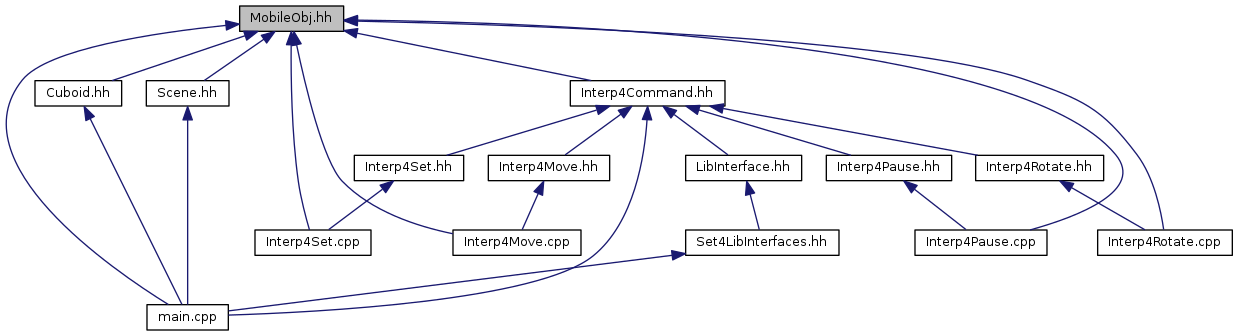 MobileObj.hh
Cuboid.hh
Scene.hh
Interp4Command.hh
Interp4Set.hh
Interp4Move.hh
LibInterface.hh
Interp4Pause.hh
Interp4Rotate.hh
Interp4Set.cpp
Interp4Move.cpp
Set4LibInterfaces.hh
Interp4Pause.cpp
Interp4Rotate.cpp
main.cpp